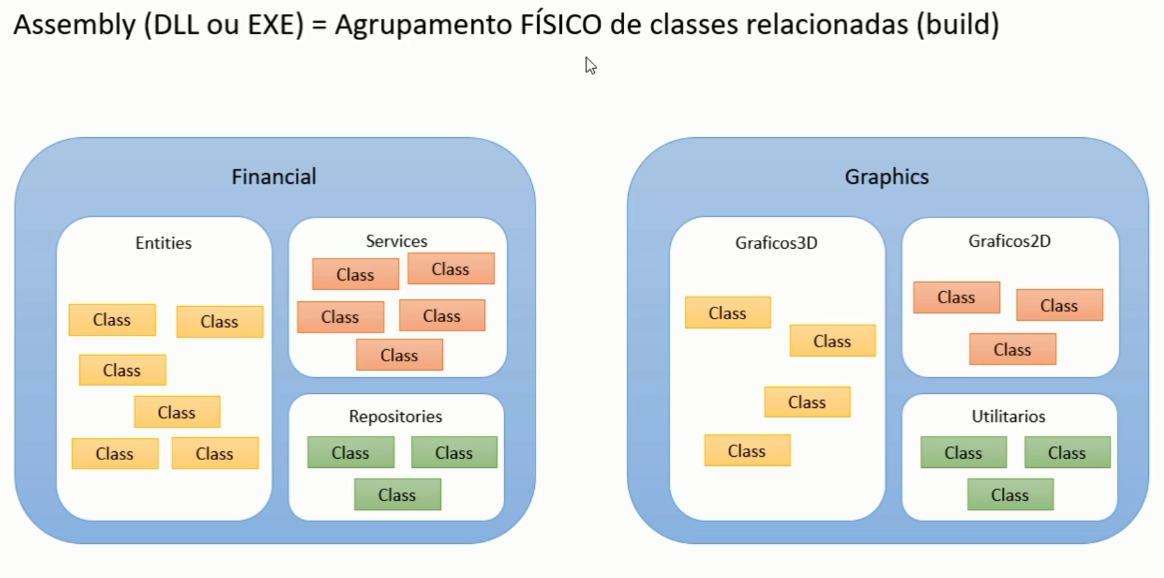 Assembly (DLL ou EXE) = Agrupamento FÍSICO de classes relacionadas (build)
Financial
Entities
Class
Class
Class
Class
Class
Class
Services
Class
Class
Class
Class
Class
Repositories
Class
Class
Class
Graphics
Graficos3D
Class
Class
Class
Class
Graficos2D
Class
Class
Class
Utilitarios
Class
Class
Class